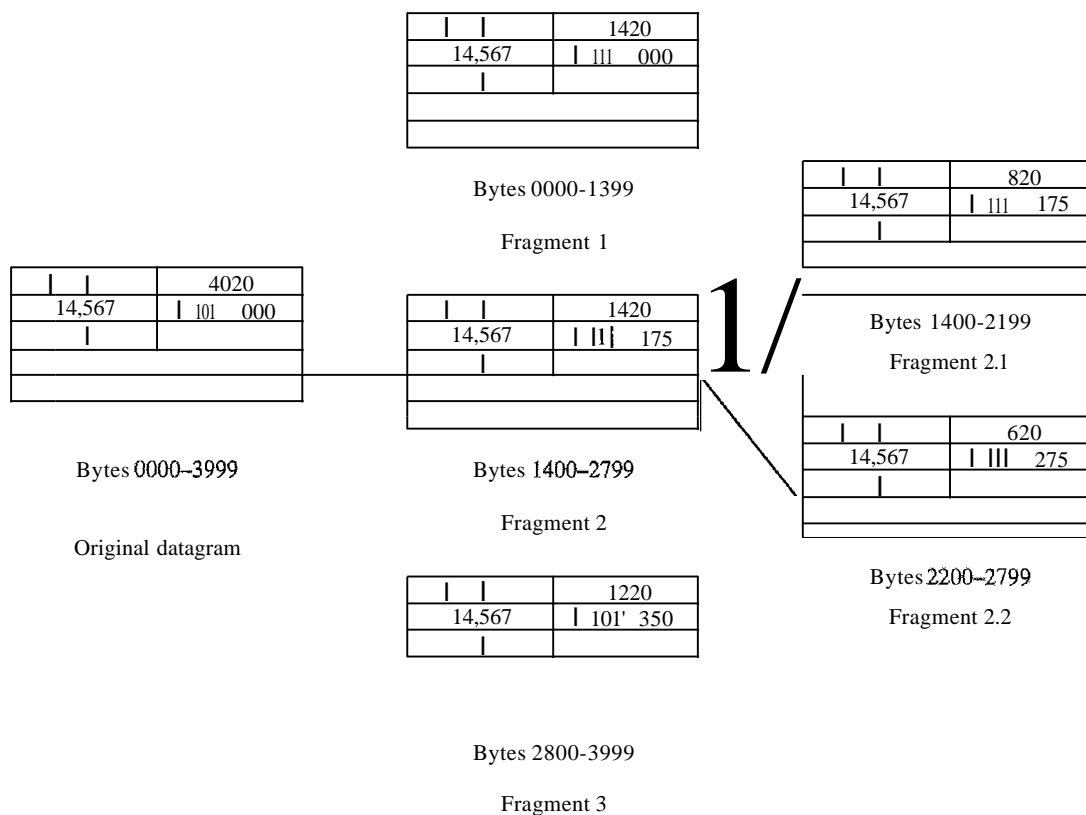 1420
14,567 111 000
Bytes 0000-1399
Fragment 1
820
14,567 111 175
Bytes 1400-2199
Fragment 2.1
4020
14,567 101 000
Bytes 0000–3999
Original datagram
1420
14,567 175
Bytes 1400–2799
Fragment 2
1/
620
14,567 275
Bytes 2200–2799
Fragment 2.2
1220
14,567 101' 350
Bytes 2800-3999
Fragment 3